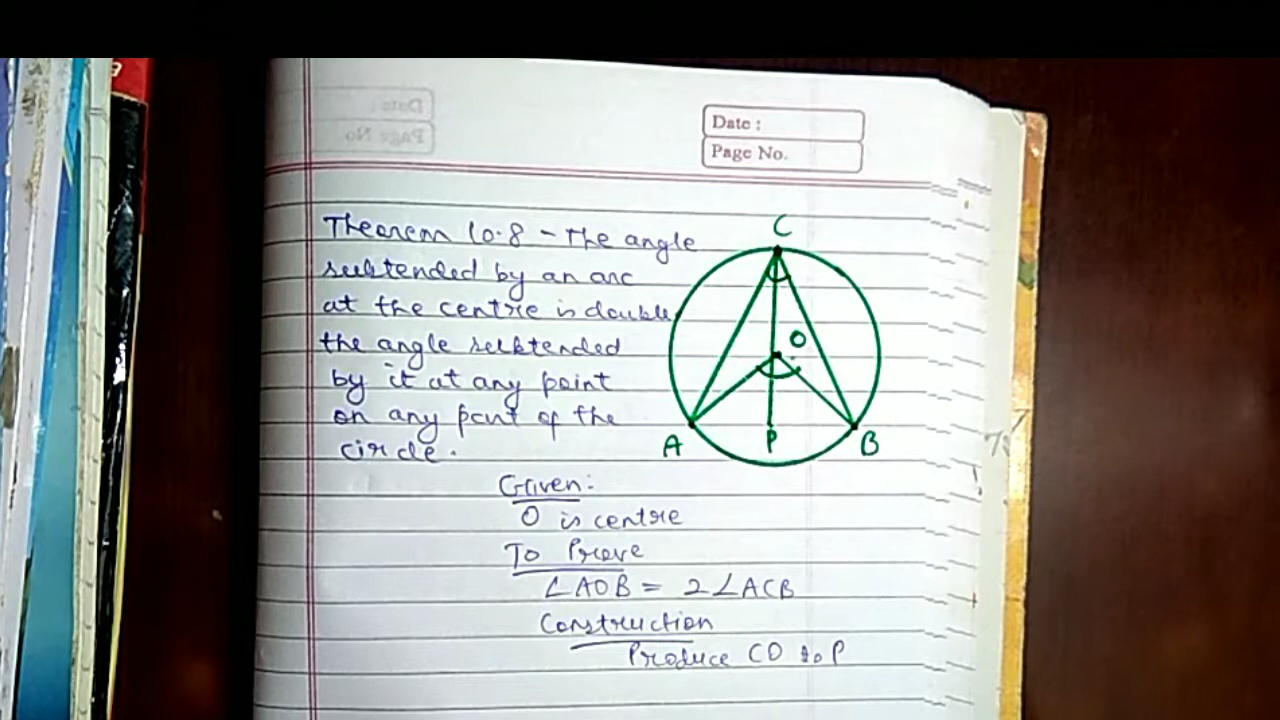 Date :
Page No.
Theorem 10.8 - The angle
subtended by an arc
at the centre is double
the angle subtended
by it at any point
on any part of the
circle.
C
O
A
P
B
Given:
O is centre
To Prove
∠AOB = 2∠ACB
Construction
Produce CO to P